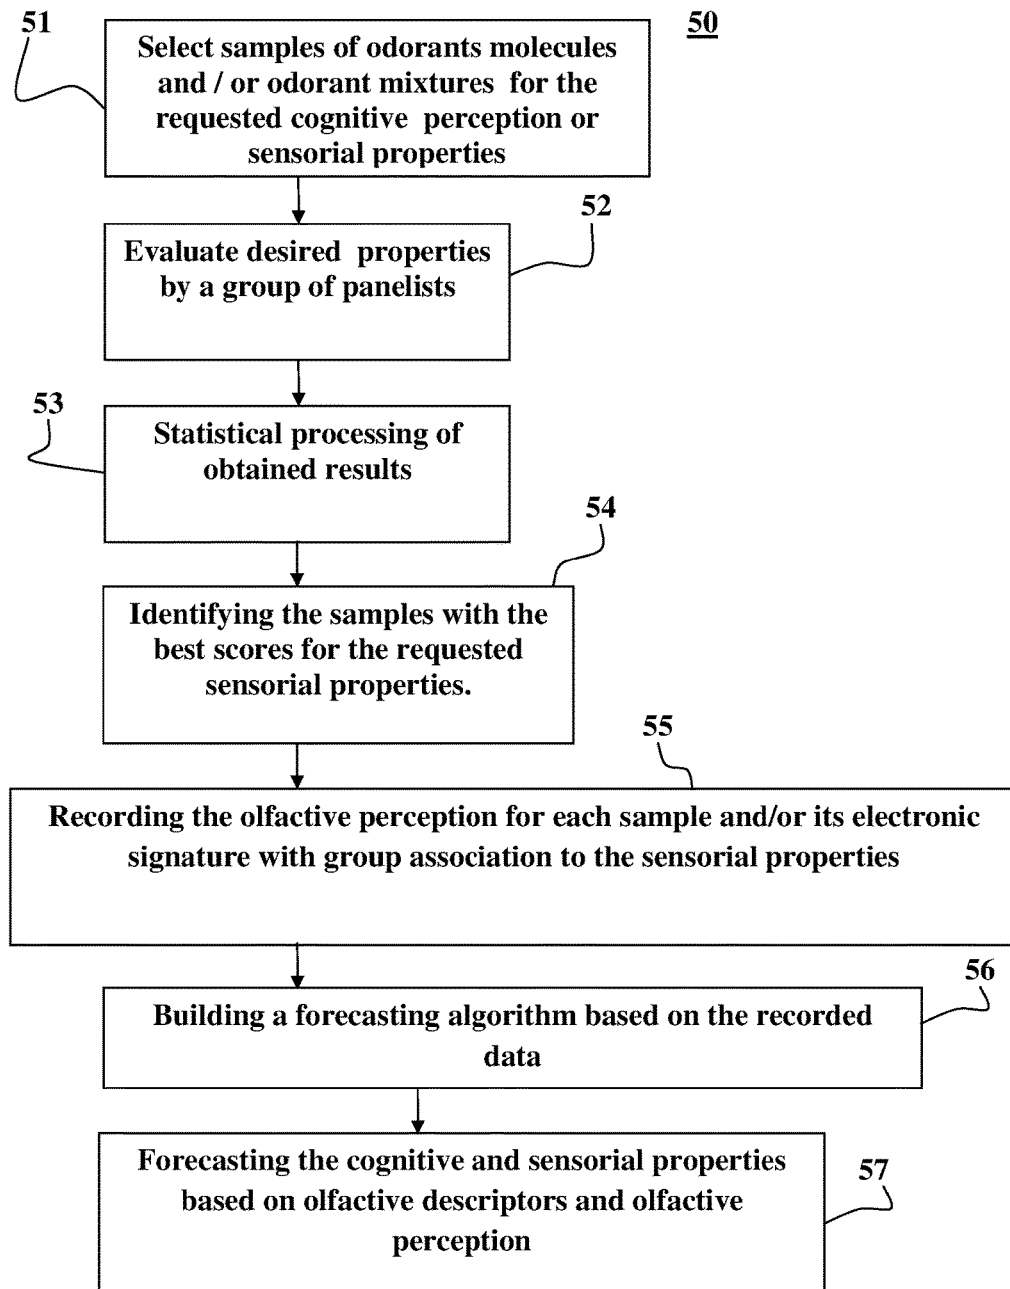 51
50
Select samples of odorants molecules
and / or odorant mixtures for the
requested cognitive perception or
sensorial properties
52
Evaluate desired properties
by a group of panelists
53
Statistical processing of
obtained results
54
Identifying the samples with the
best scores for the requested
sensorial properties.
55
Recording the olfactive perception for each sample and/or its electronic
signature with group association to the sensorial properties
56
Building a forecasting algorithm based on the recorded
data
57
Forecasting the cognitive and sensorial properties
based on olfactive descriptors and olfactive
perception